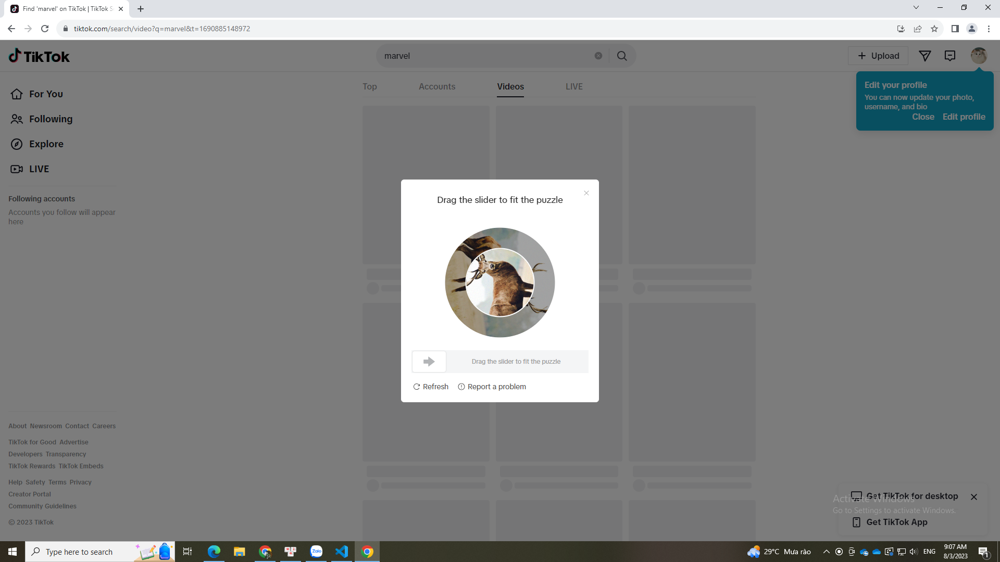 Find 'marvel' on TikTok | TikTok S
tiktok.com/search/video?q=marvel&t=1690885148972
TikTok
marvel
Upload
Top
Accounts
Videos
LIVE
Edit your profile
You can now update your photo,
username, and bio
Close
Edit profile
For You
Following
Explore
LIVE
Following accounts
Accounts you follow will appear
here
Drag the slider to fit the puzzle
Drag the slider to fit the puzzle
Refresh
Report a problem
About Newsroom Contact Careers
TikTok for Good Advertise
Developers Transparency
TikTok Rewards TikTok Embeds
Help Safety Terms Privacy
Creator Portal
Community Guidelines
© 2023 TikTok
Get TikTok for desktop
Activate Windows
Go to Settings to activate Windows.
Get TikTok App
Type here to search
Zalo
29°C Mưa rào
ENG
9:07 AM
8/3/2023
1